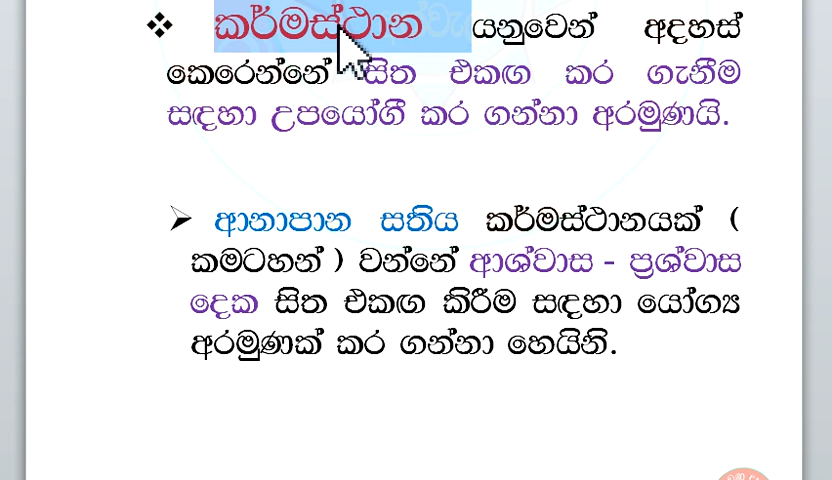 ❖ කර්මස්ථාන යනුවෙන් අදහස්
කෙරෙන්නේ සිත එකඟ කර ගැනීම
සඳහා උපයෝගී කර ගන්නා අරමුණයි.
➢ ආනාපාන සතිය කර්මස්ථානයක් (
කමටහන් ) වන්නේ ආශ්වාස - ප්‍රශ්වාස
දෙක සිත එකඟ කිරීම සඳහා යෝග්‍ය
අරමුණක් කර ගන්නා හෙයිනි.